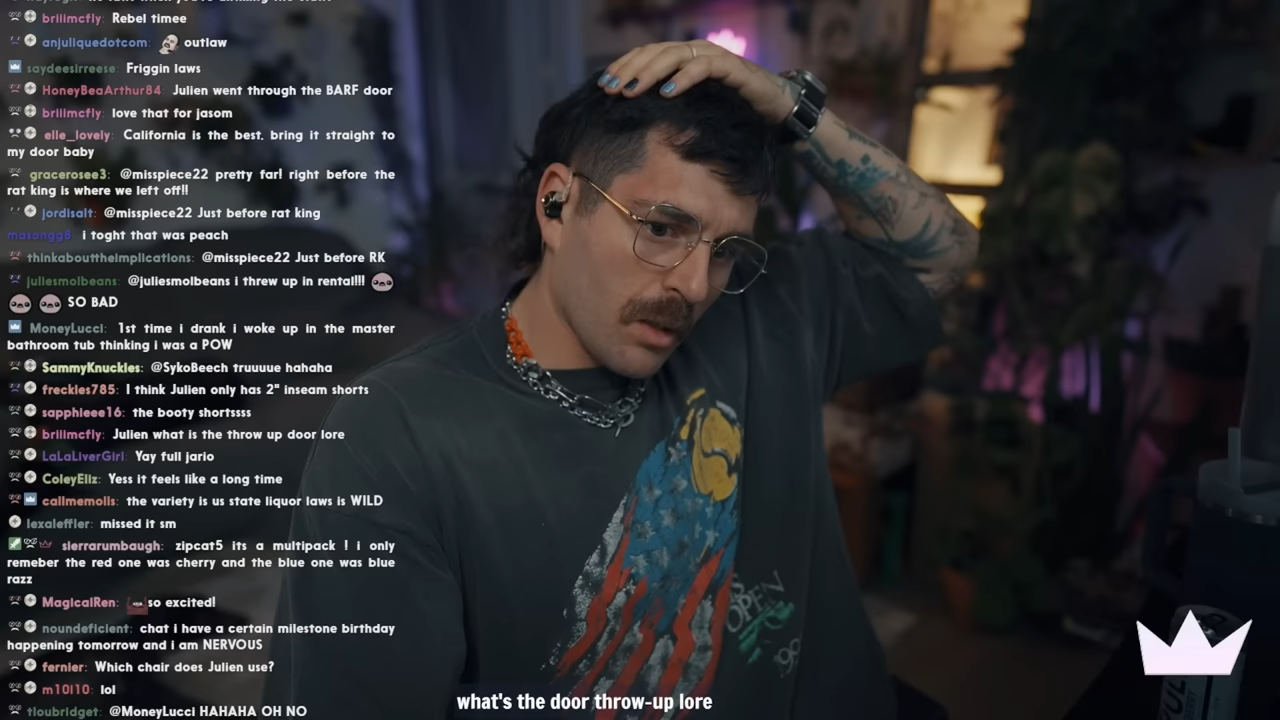 briiimcfly: Rebel timee
anjuliquedotcom: outlaw
saydeesirreese: Friggin laws
HoneyBeaArthur84: Julien went through the BARF door
briiimcfly: love that for jasom
elle_lovely: California is the best, bring it straight to
my door baby
gracerosee3: @misspiece22 pretty far! right before the
rat king is where we left off!!
jordisalt: @misspiece22 Just before rat king
masongg8 i toght that was peach
thinkabouttheimplications: @misspiece22 Just before RK
juliesmolbeans: @juliesmolbeans i threw up in rental!!!
SO BAD
MoneyLucci: 1st time i drank i woke up in the master
bathroom tub thinking i was a POW
SammyKnuckles: @SykoBeech truuuue hahaha
freckles785: I think Julien only has 2" inseam shorts
sapphieee16: the booty shortssss
briiimcfly: Julien what is the throw up door lore
LaLaLiverGirl: Yay full jario
ColeyEliz: Yess it feels like a long time
callmemolls: the variety is us state liquor laws is WILD
lexaleffler: missed it sm
sierrarumbaugh: zipcat5 its a multipack ! i only
remeber the red one was cherry and the blue one was blue
razz
MagicalRen: so excited!
noundeficient: chat i have a certain milestone birthday
happening tomorrow and i am NERVOUS
fernier: Which chair does Julien use?
m10l10: lol
tloubridget: @MoneyLucci HAHAHA OH NO
OPEN
what's the door throw-up lore